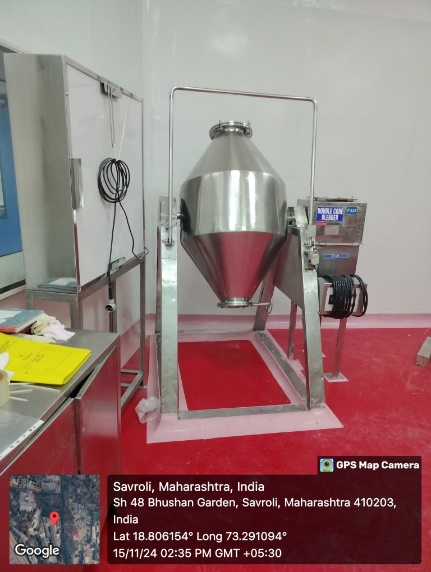 DOUBLE CONE
BLENDER
GPS Map Camera
Savroli, Maharashtra, India
Sh 48 Bhushan Garden, Savroli, Maharashtra 410203,
India
Lat 18.806154° Long 73.291094°
15/11/24 02:35 PM GMT +05:30
Google